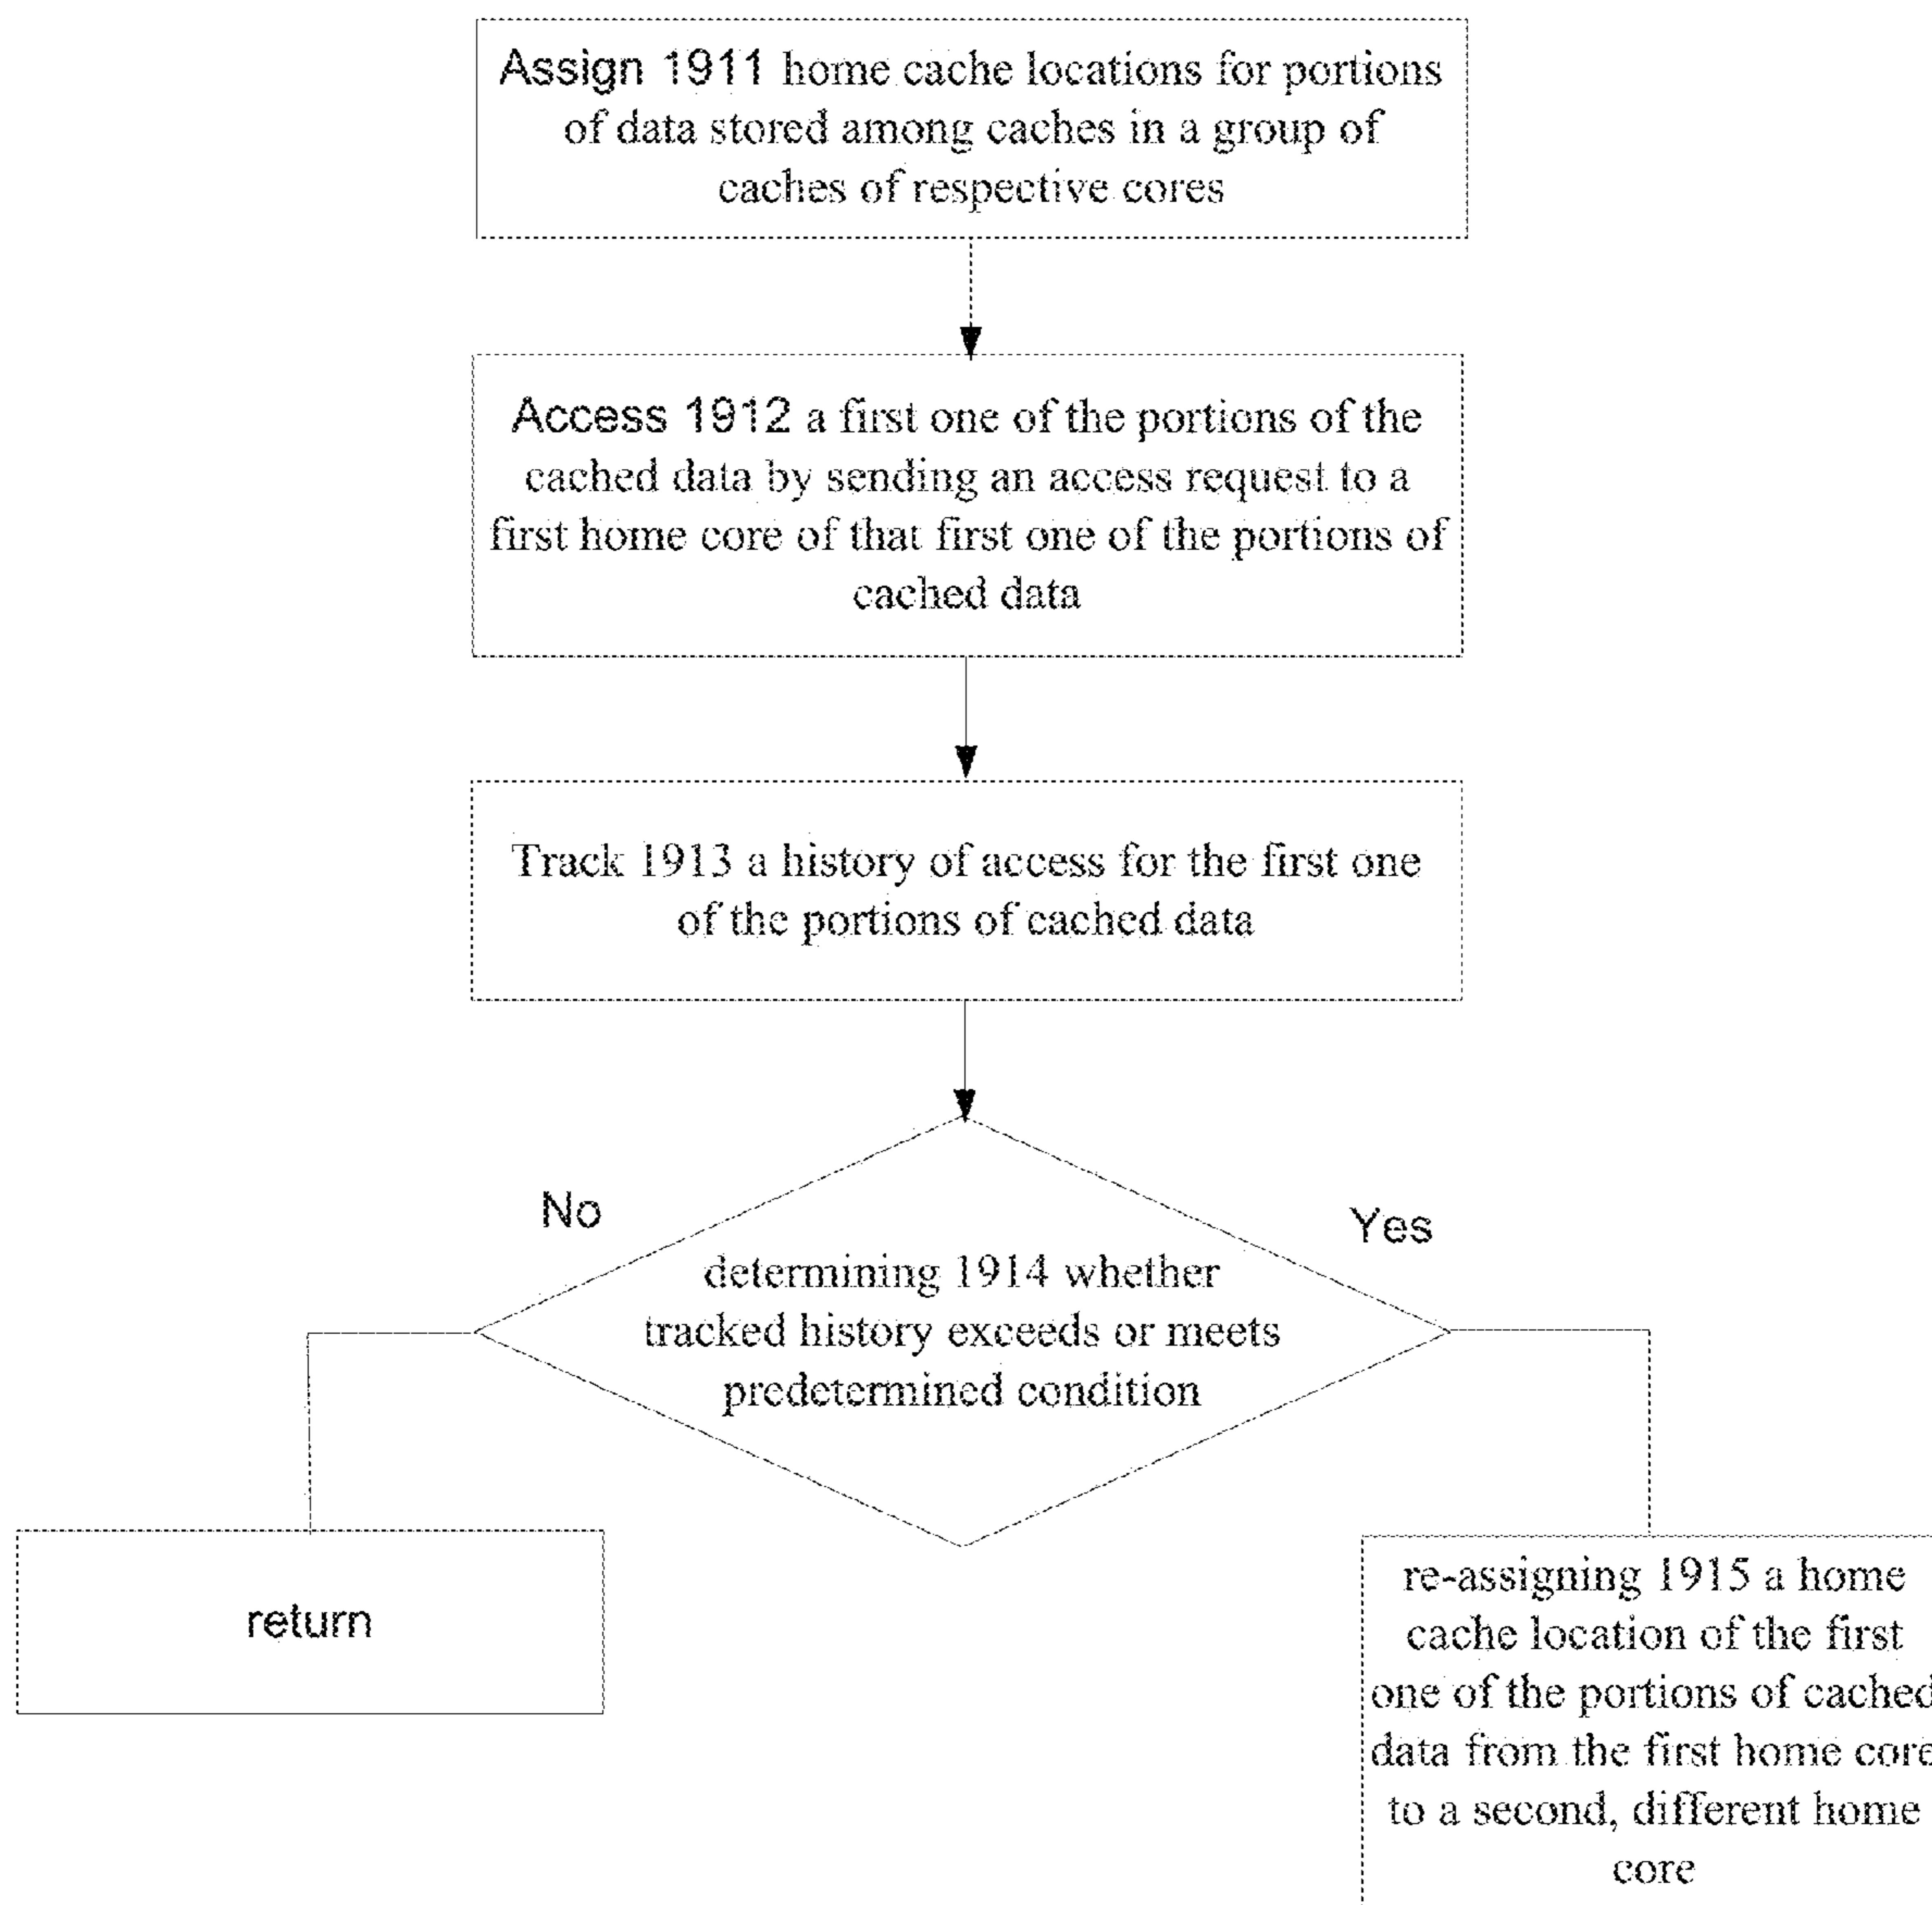 Assign 1911 home cache locations for portions
of data stored among caches in a group of
caches of respective cores
Access 1912 a first one of the portions of the
cached data by sending an access request to a
first home core of that first one of the portions of
cached data
Track 1913 a history of access for the first one
of the portions of cached data
No
Yes
determining 1914 whether
tracked history exceeds or meets
predetermined condition
return
re-assigning 1915 a home
cache location of the first
one of the portions of cached
data from the first home core
to a second, different home
core